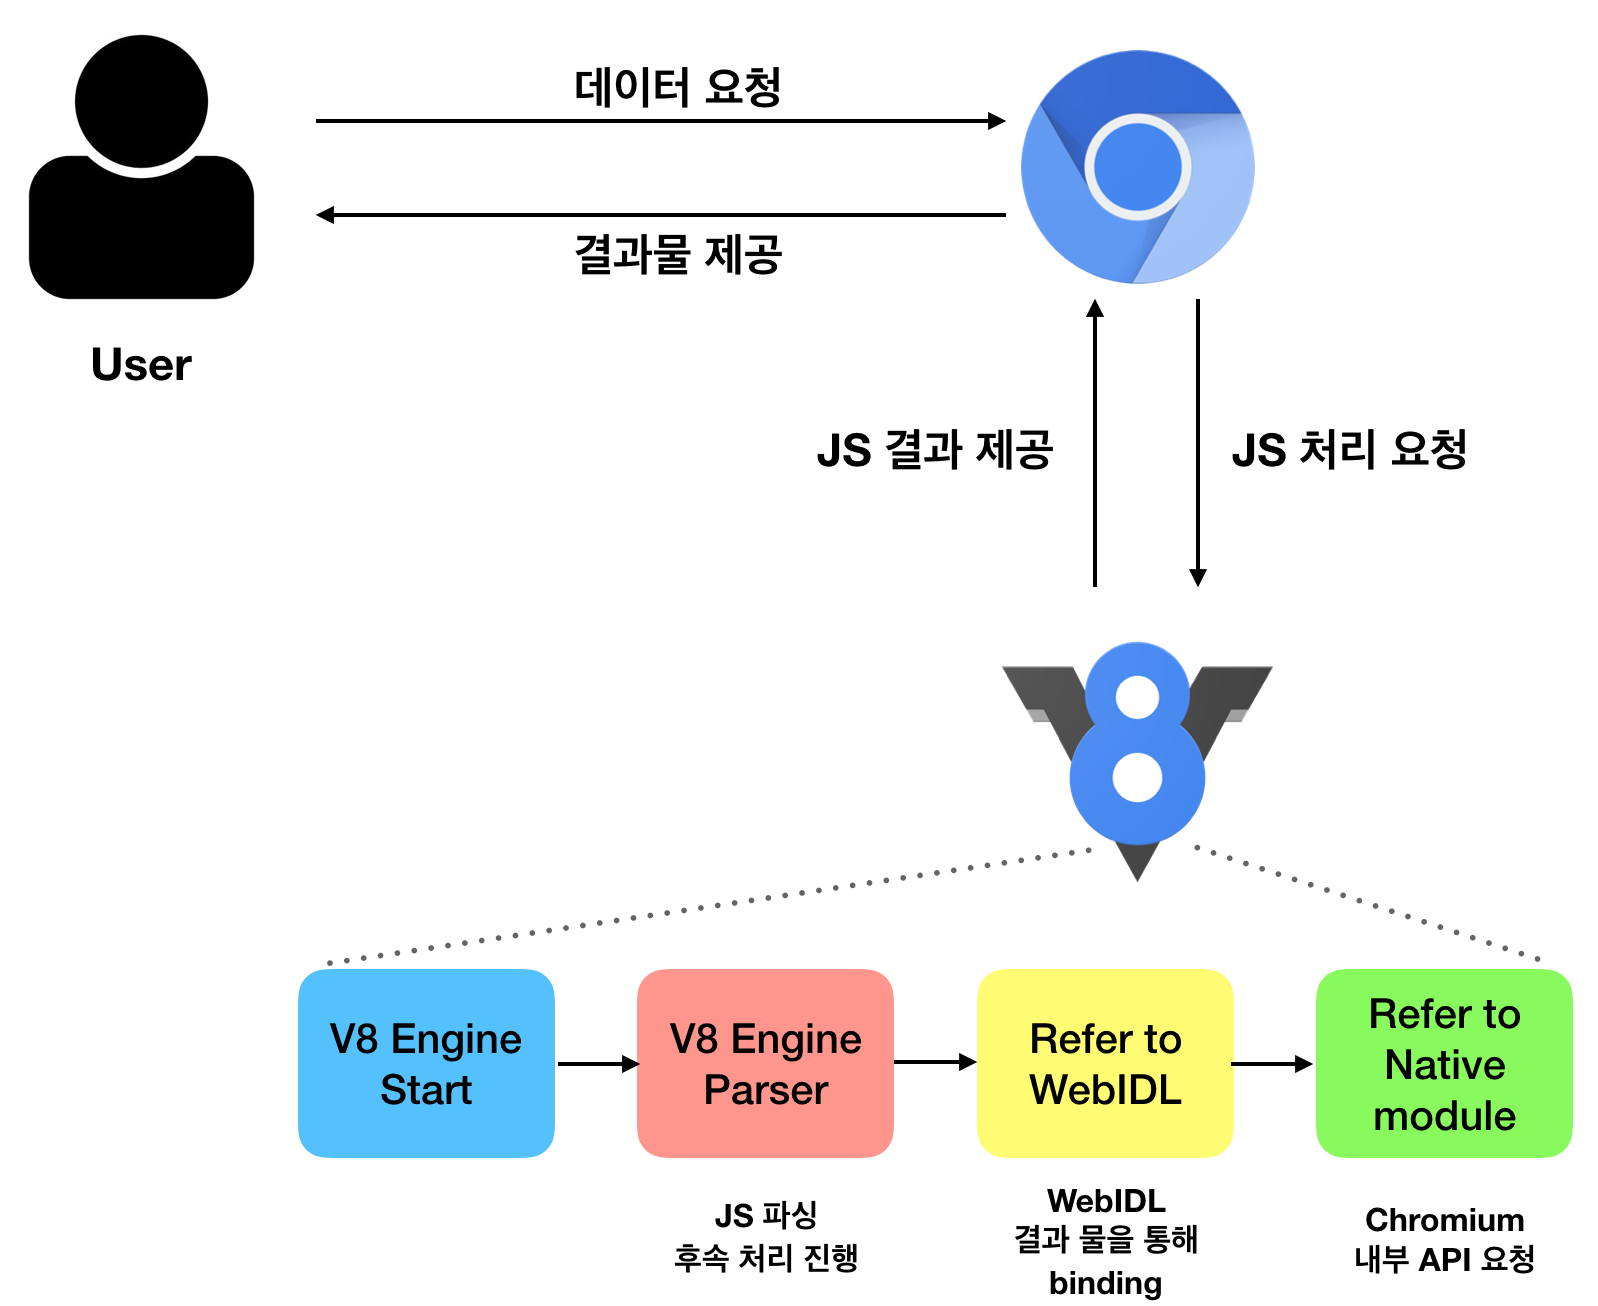 데이터 요청
결과물 제공
User
JS 결과 제공
JS 처리 요청
V8 Engine
Start
V8 Engine
Parser
Refer to
WebIDL
Refer to
Native
module
JS 파싱
후속 처리 진행
WebIDL
결과 물을 통해
binding
Chromium
내부 API 요청